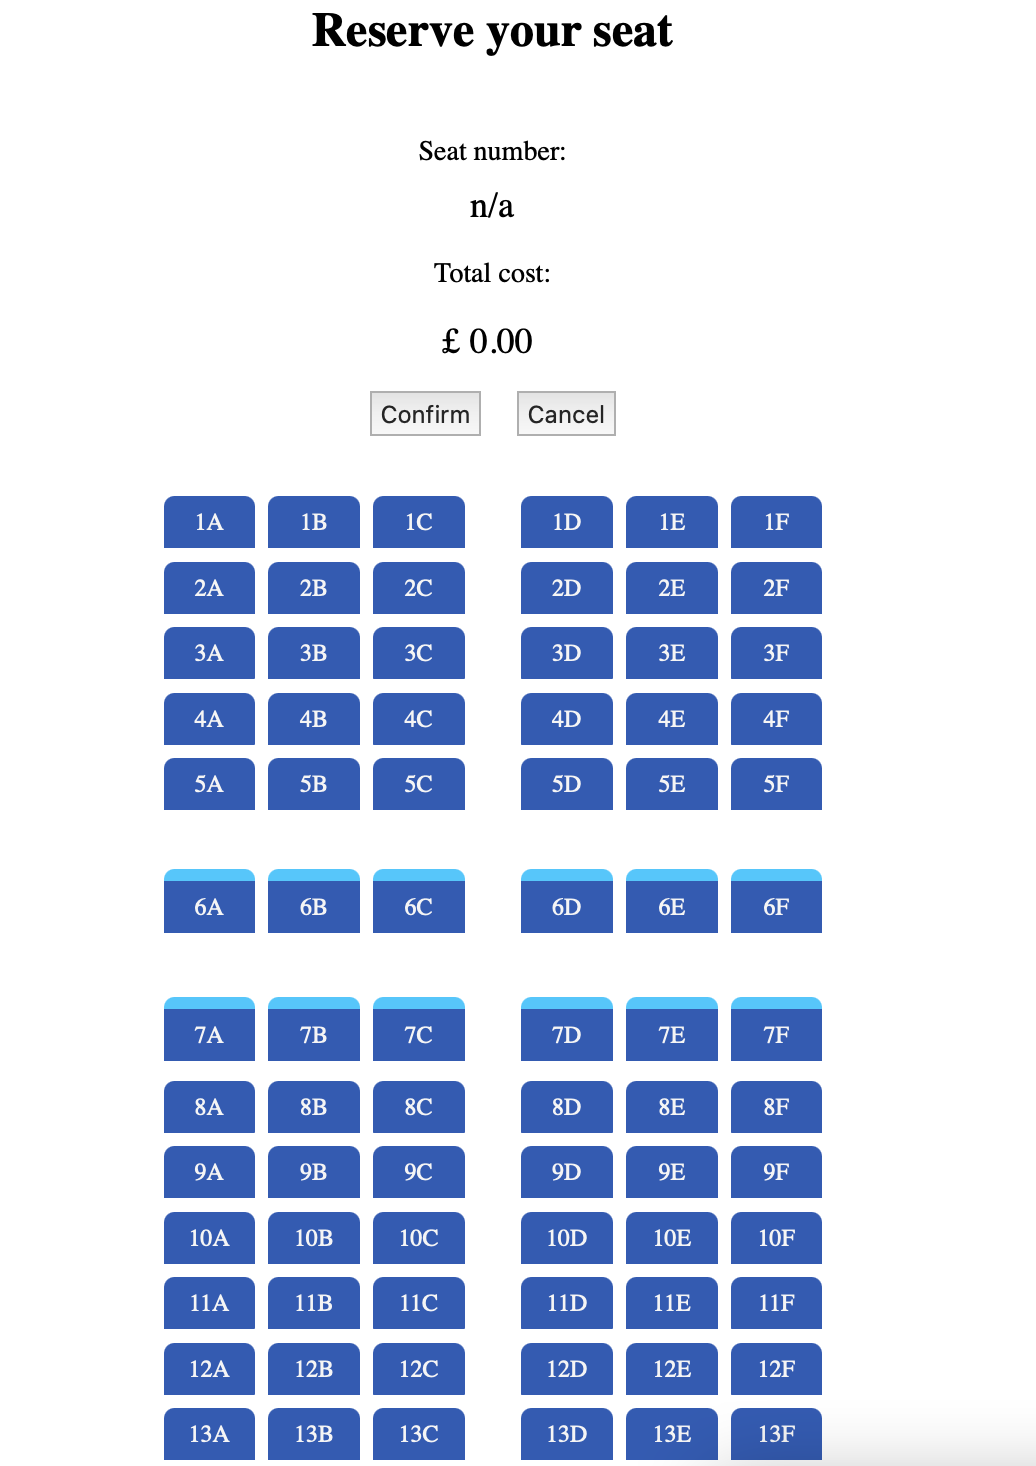 Reserve your seat
Seat number:
n/a
Total cost:
£ 0.00
Confirm Cancel
1A 1B 1C 1D 1E 1F
2A 2B 2C 2D 2E 2F
3A 3B 3C 3D 3E 3F
4A 4B 4C 4D 4E 4F
5A 5B 5C 5D 5E 5F
6A 6B 6C 6D 6E 6F
7A 7B 7C 7D 7E 7F
8A 8B 8C 8D 8E 8F
9A 9B 9C 9D 9E 9F
10A 10B 10C 10D 10E 10F
11A 11B 11C 11D 11E 11F
12A 12B 12C 12D 12E 12F
13A 13B 13C 13D 13E 13F